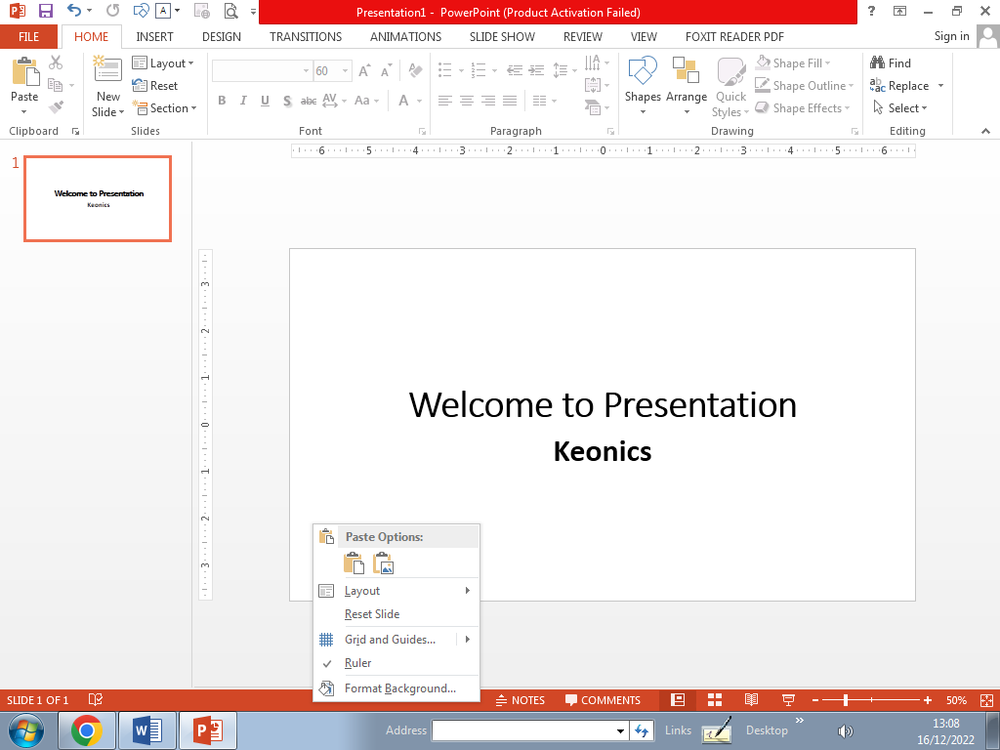 Presentation1 - PowerPoint (Product Activation Failed)
FILE HOME INSERT DESIGN TRANSITIONS ANIMATIONS SLIDE SHOW REVIEW VIEW FOXIT READER PDF Sign in
Paste
Clipboard
New Slide
Layout
Reset
Section
Slides
60
B I U S abc AV Aa A
Font
Paragraph
Shapes Arrange Quick Styles
Shape Fill
Shape Outline
Shape Effects
Drawing
Find
Replace
Select
Editing
6 5 4 3 2 1 0 1 2 3 4 5 6
3 2 1 0 1 2 3
1
Welcome to Presentation
Keonics
Welcome to Presentation
Keonics
Paste Options:
Layout
Reset Slide
Grid and Guides...
Ruler
Format Background...
SLIDE 1 OF 1 NOTES COMMENTS 50%
Address Links Desktop
13:08
16/12/2022